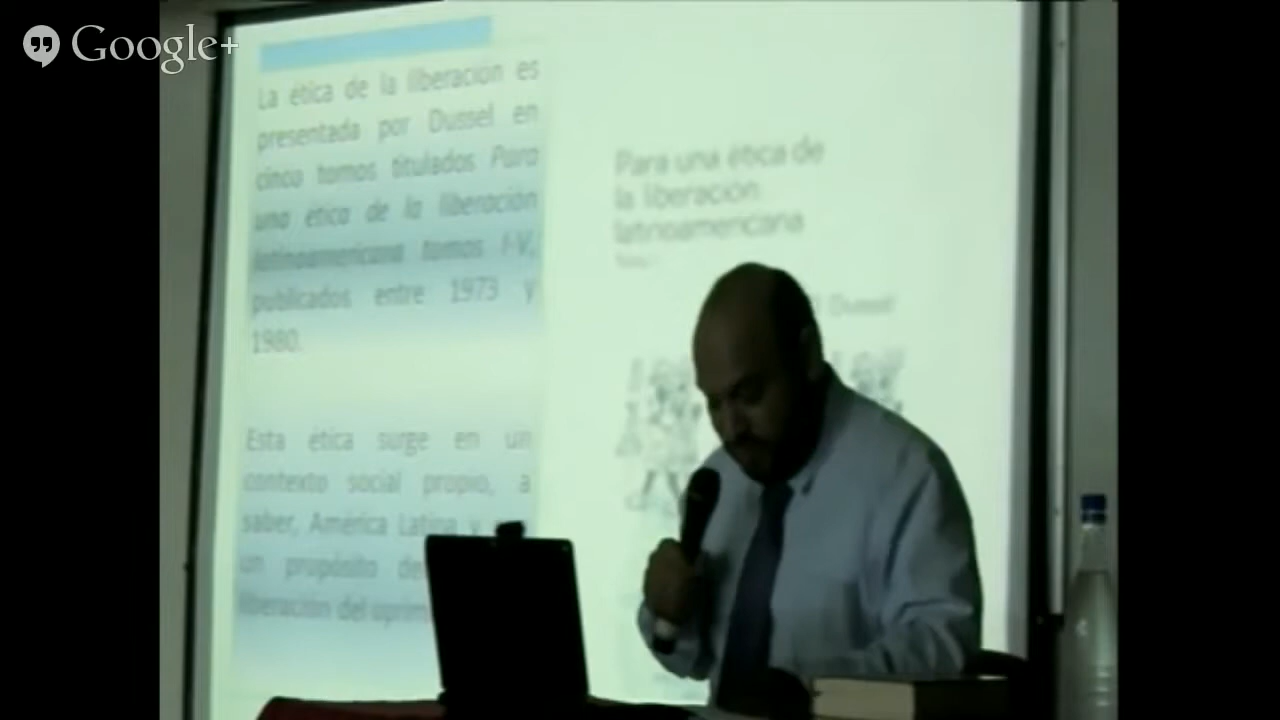 Google+
La ética de la liberación es
presentada por Dussel en
cinco tomos titulados Para
una ética de la liberación
latinoamericana tomos I-V,
publicados entre 1973 y
1980.
Esta ética surge en un
contexto social propio, a
saber, América Latina y
un propósito de
liberación del
Para una ética de
la liberación
latinoamericana
Dussel